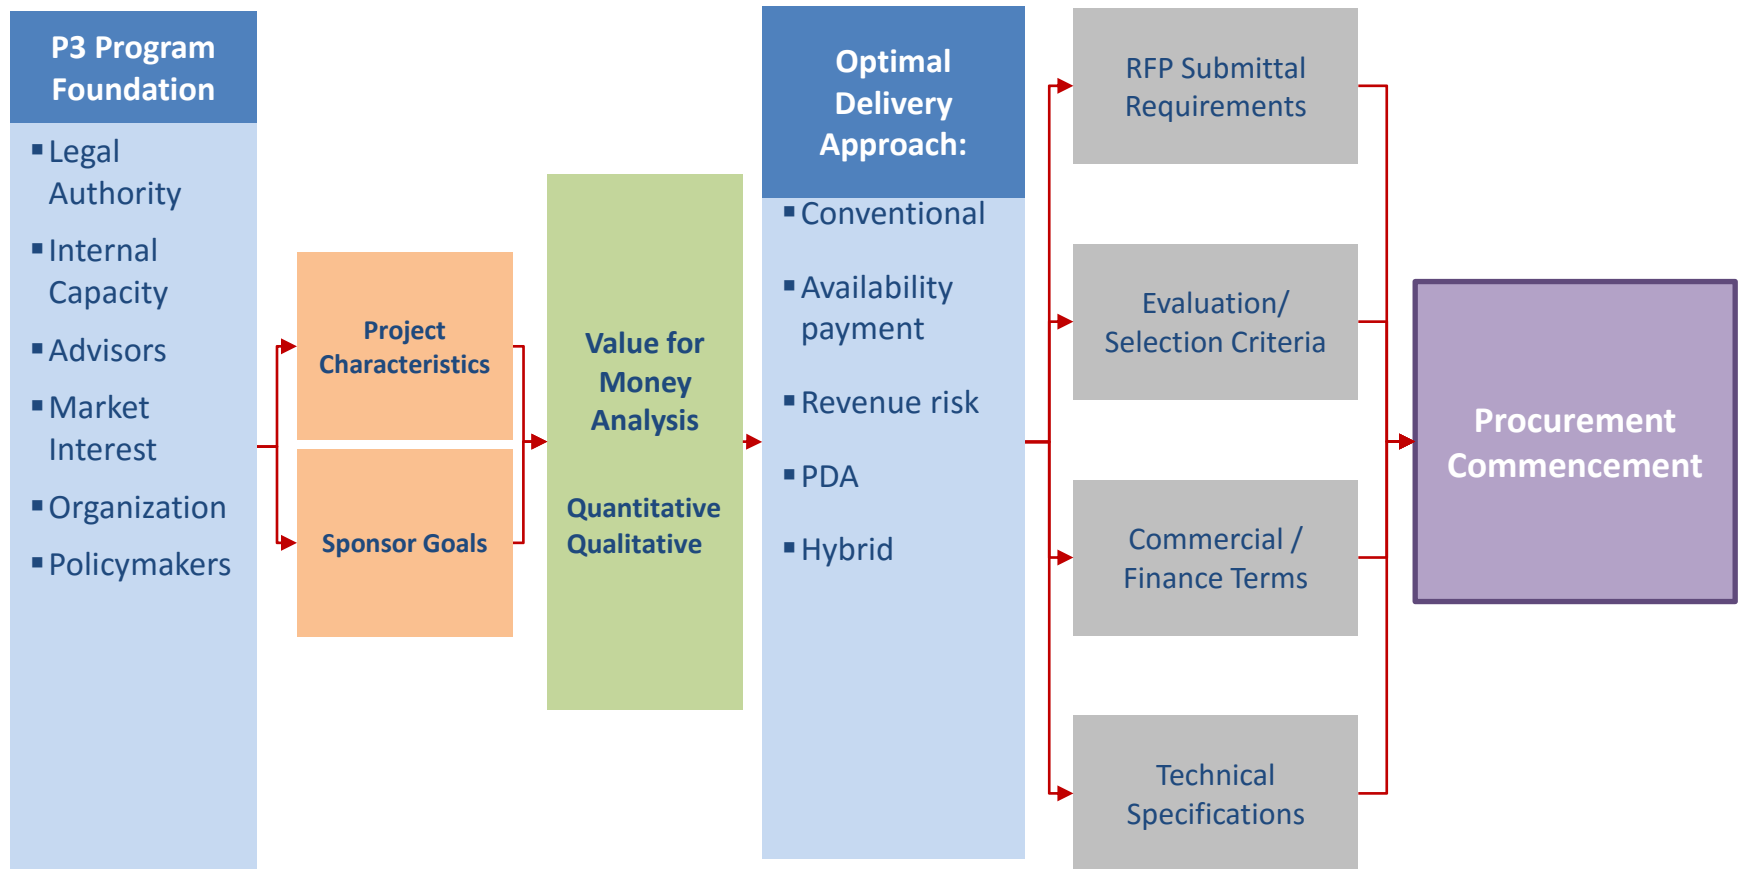 P3 Program
Foundation
▪ Legal
Authority
▪ Internal
Capacity
▪ Advisors
▪ Market
Interest
▪ Organization
▪ Policymakers
Project
Characteristics
Sponsor Goals
Value for
Money
Analysis
Quantitative
Qualitative
Optimal
Delivery
Approach:
▪ Conventional
▪ Availability
payment
▪ Revenue risk
▪ PDA
▪ Hybrid
RFP Submittal
Requirements
Evaluation/
Selection Criteria
Commercial /
Finance Terms
Technical
Specifications
Procurement
Commencement